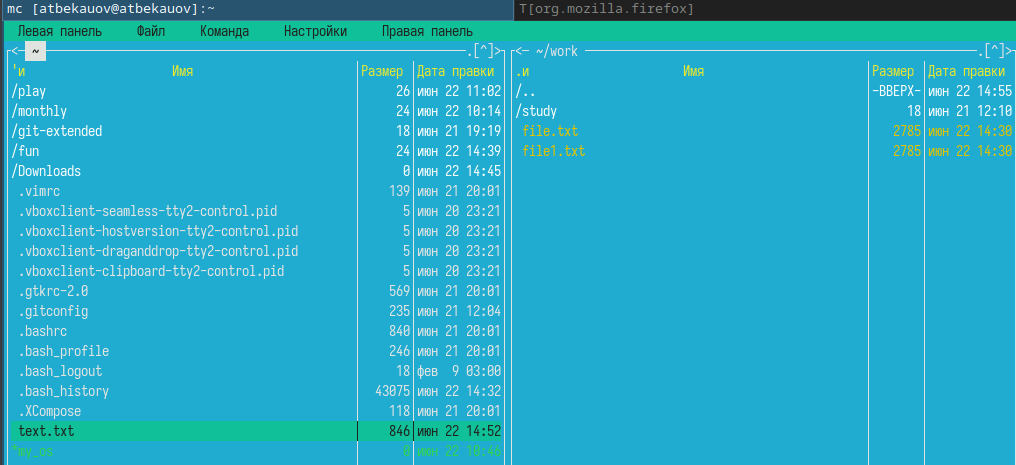 mc [atbekauov@atbekauov]:~ T[org.mozilla.firefox]
Левая панель Файл Команда Настройки Правая панель
<─ ~ .[^]> <─ ~/work .[^]>
'и Имя Размер Дата правки .и Имя Размер Дата правки
/play 26 июн 22 11:02 /.. -ВВЕРХ- июн 22 14:55
/monthly 24 июн 22 10:14 /study 18 июн 21 12:10
/git-extended 18 июн 21 19:19 file.txt 2785 июн 22 14:30
/fun 24 июн 22 14:39 file1.txt 2785 июн 22 14:30
/Downloads 0 июн 22 14:45
.vimrc 139 июн 21 20:01
.vboxclient-seamless-tty2-control.pid 5 июн 20 23:21
.vboxclient-hostversion-tty2-control.pid 5 июн 20 23:21
.vboxclient-draganddrop-tty2-control.pid 5 июн 20 23:21
.vboxclient-clipboard-tty2-control.pid 5 июн 20 23:21
.gtkrc-2.0 569 июн 21 20:01
.gitconfig 235 июн 21 12:04
.bashrc 840 июн 21 20:01
.bash_profile 246 июн 21 20:01
.bash_logout 18 фев 9 03:00
.bash_history 43075 июн 22 14:32
.XCompose 118 июн 21 20:01
text.txt 846 июн 22 14:52
*my_os 0 июн 22 10:46